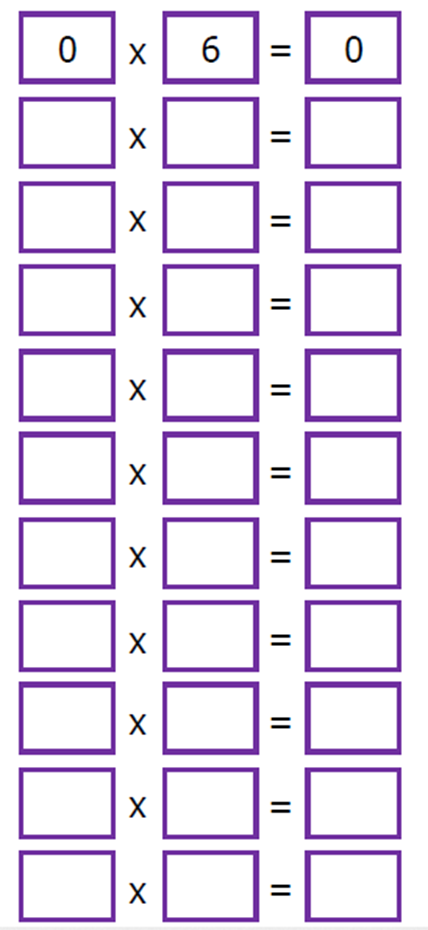 0 x 6 = 0
x =
x =
x =
x =
x =
x =
x =
x =
x =
x =